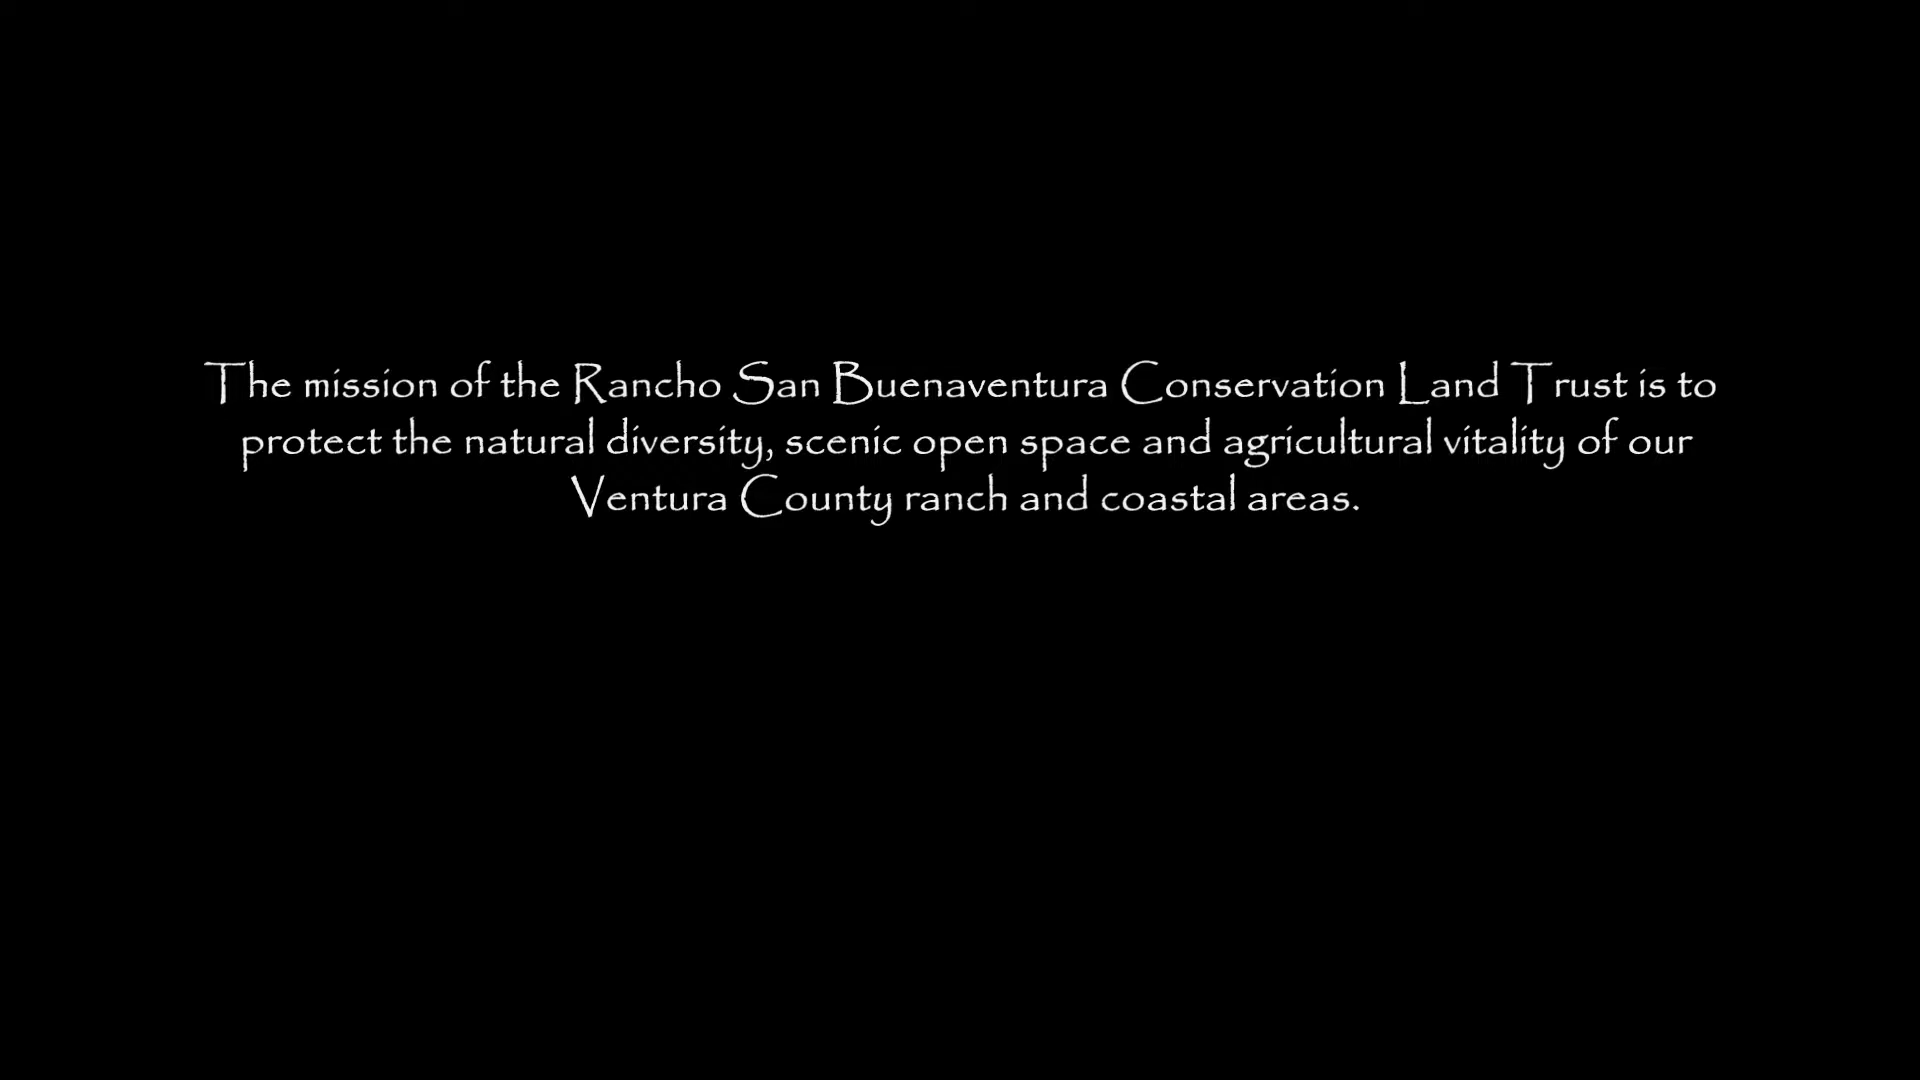 The mission of the Rancho San Buenaventura Conservation Land Trust is to
protect the natural diversity, scenic open space and agricultural vitality of our
Ventura County ranch and coastal areas.